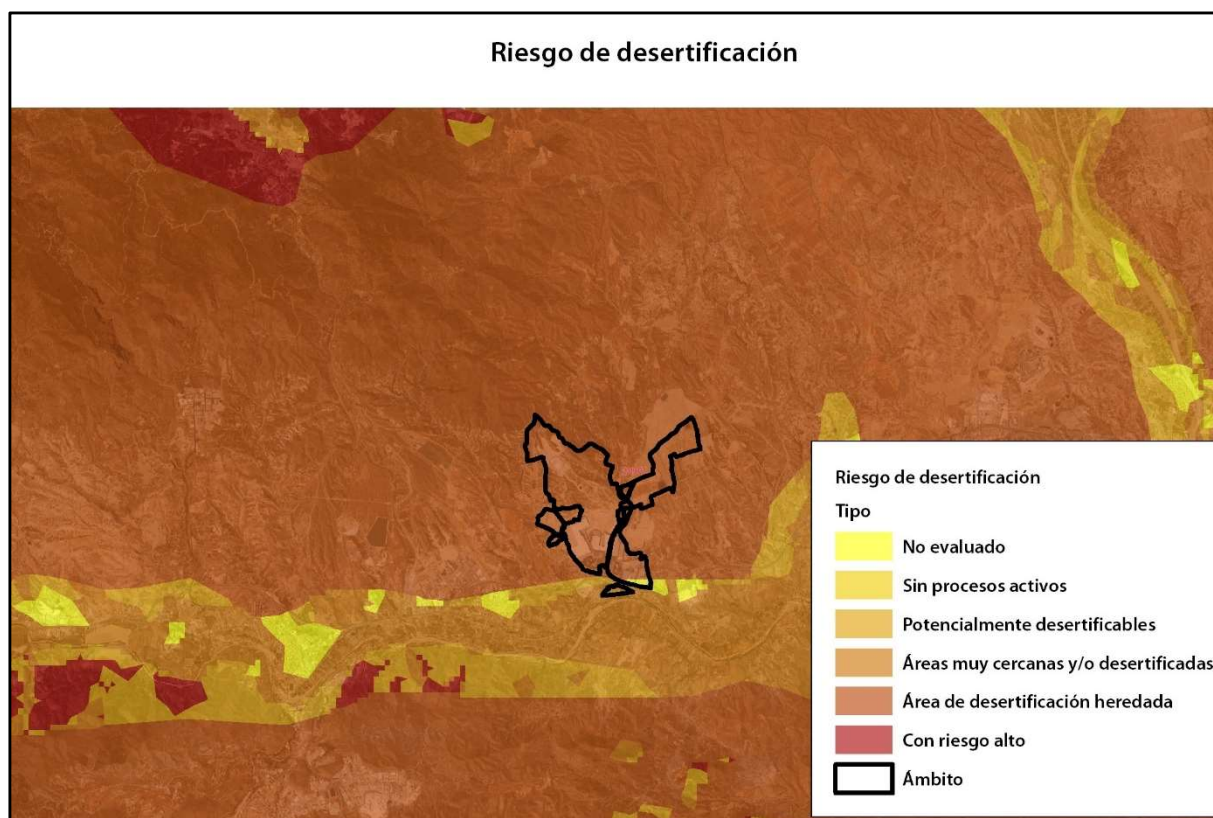 Riesgo de desertificación
Riesgo de desertificación
Tipo
No evaluado
Sin procesos activos
Potencialmente desertificables
Áreas muy cercanas y/o desertificadas
Área de desertificación heredada
Con riesgo alto
Ámbito